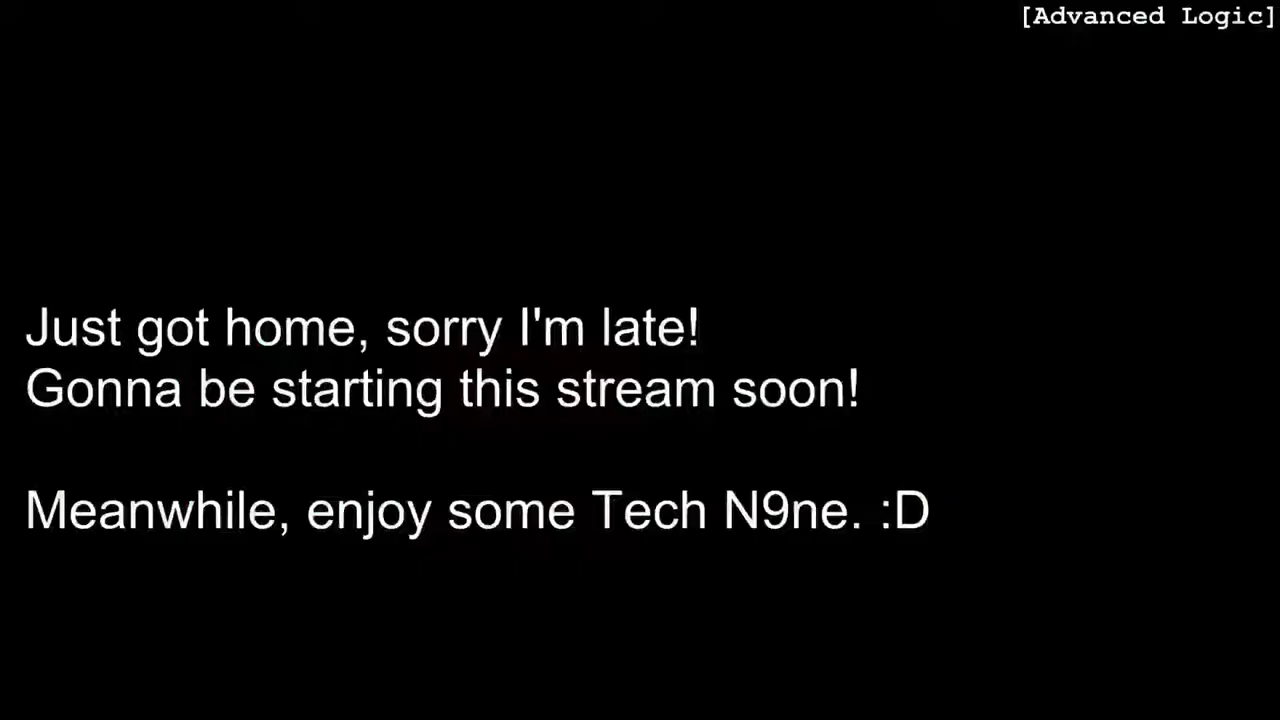 [Advanced Logic]
Just got home, sorry I'm late!
Gonna be starting this stream soon!
Meanwhile, enjoy some Tech N9ne. :D